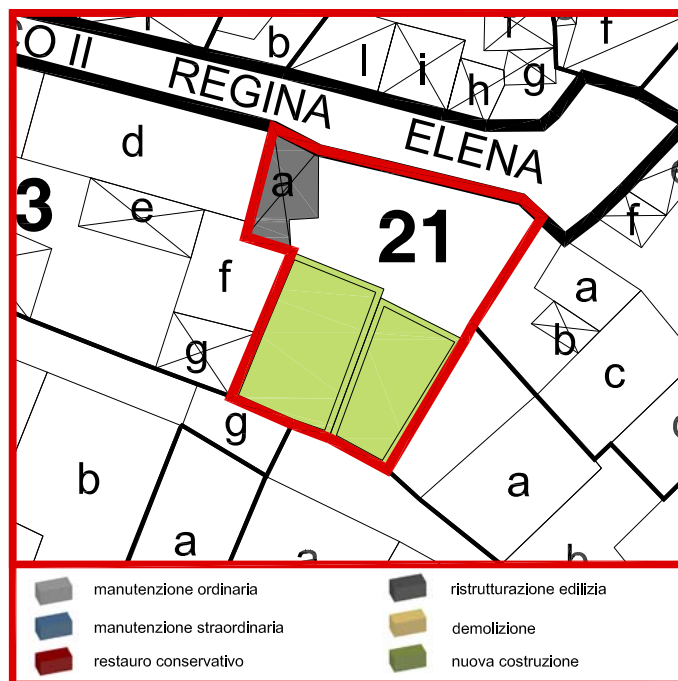 b
l
i
h
g
f
CO II
REGINA
ELENA
d
a
e
3
21
f
f
a
g
b
c
g
b
a
a
a
b
manutenzione ordinaria
manutenzione straordinaria
restauro conservativo
ristrutturazione edilizia
demolizione
nuova costruzione